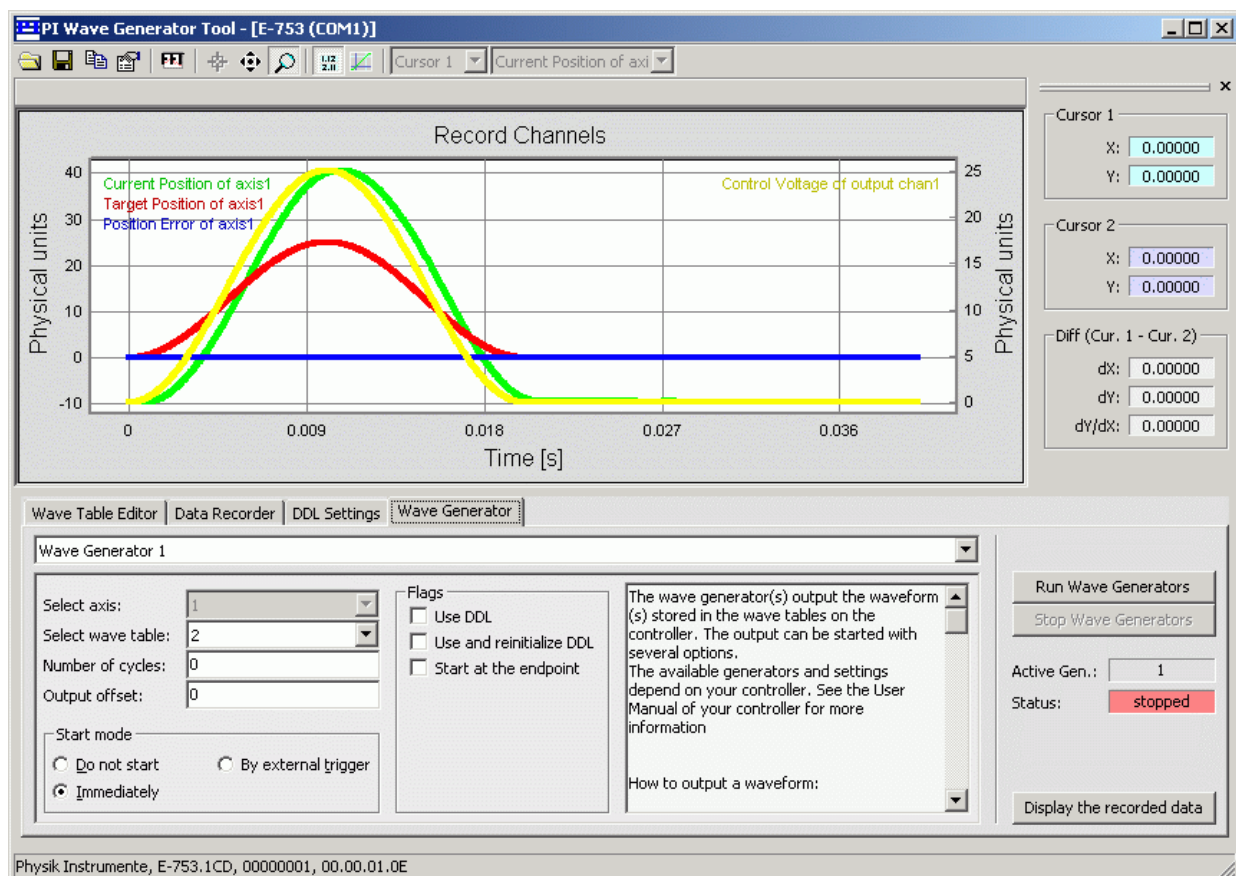 PI Wave Generator Tool - [E-753 (COM1)]
FFT
1.12
2.11
Cursor 1
Current Position of axi
Record Channels
Current Position of axis1
Target Position of axis1
Position Error of axis1
Control Voltage of output chan1
Physical units
40
30
20
10
0
-10
25
20
15
10
5
0
Physical units
0
0.009
0.018
0.027
0.036
Time [s]
Cursor 1
X: 0.00000
Y: 0.00000
Cursor 2
X: 0.00000
Y: 0.00000
Diff (Cur. 1 - Cur. 2)
dX: 0.00000
dY: 0.00000
dY/dX: 0.00000
Wave Table Editor
Data Recorder
DDL Settings
Wave Generator
Wave Generator 1
Select axis: 1
Select wave table: 2
Number of cycles: 0
Output offset: 0
Start mode
Do not start
By external trigger
Immediately
Flags
Use DDL
Use and reinitialize DDL
Start at the endpoint
The wave generator(s) output the waveform
(s) stored in the wave tables on the
controller. The output can be started with
several options.
The available generators and settings
depend on your controller. See the User
Manual of your controller for more
information
How to output a waveform:
Run Wave Generators
Stop Wave Generators
Active Gen.: 1
Status: stopped
Display the recorded data
Physik Instrumente, E-753.1CD, 00000001, 00.00.01.0E